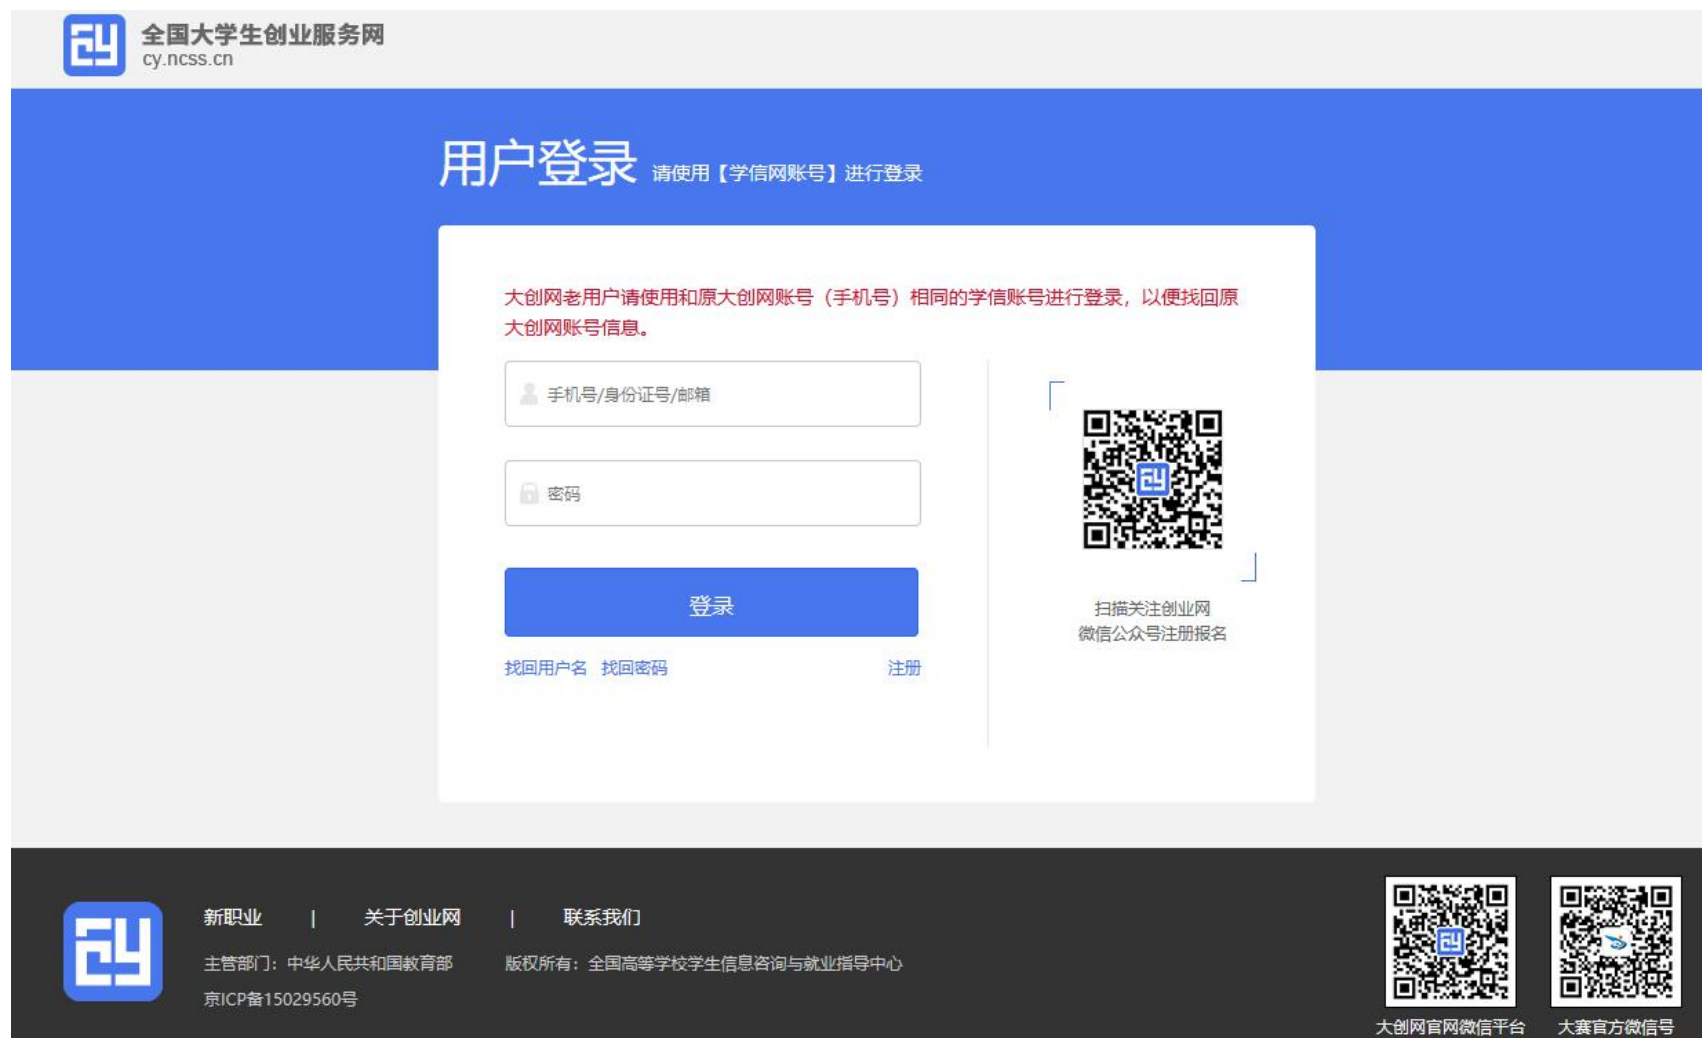 全国大学生创业服务网
cy.ncss.cn
用户登录 请使用【学信网账号】进行登录
大创网老用户请使用和原大创网账号（手机号）相同的学信账号进行登录，以便找回原
大创网账号信息。
手机号/身份证号/邮箱
密码
登录
找回用户名 找回密码 注册
扫描关注创业网
微信公众号注册报名
新职业 | 关于创业网 | 联系我们
主管部门：中华人民共和国教育部 版权所有：全国高等学校学生信息咨询与就业指导中心
京ICP备15029560号
大创网官网微信平台 大赛官方微信号